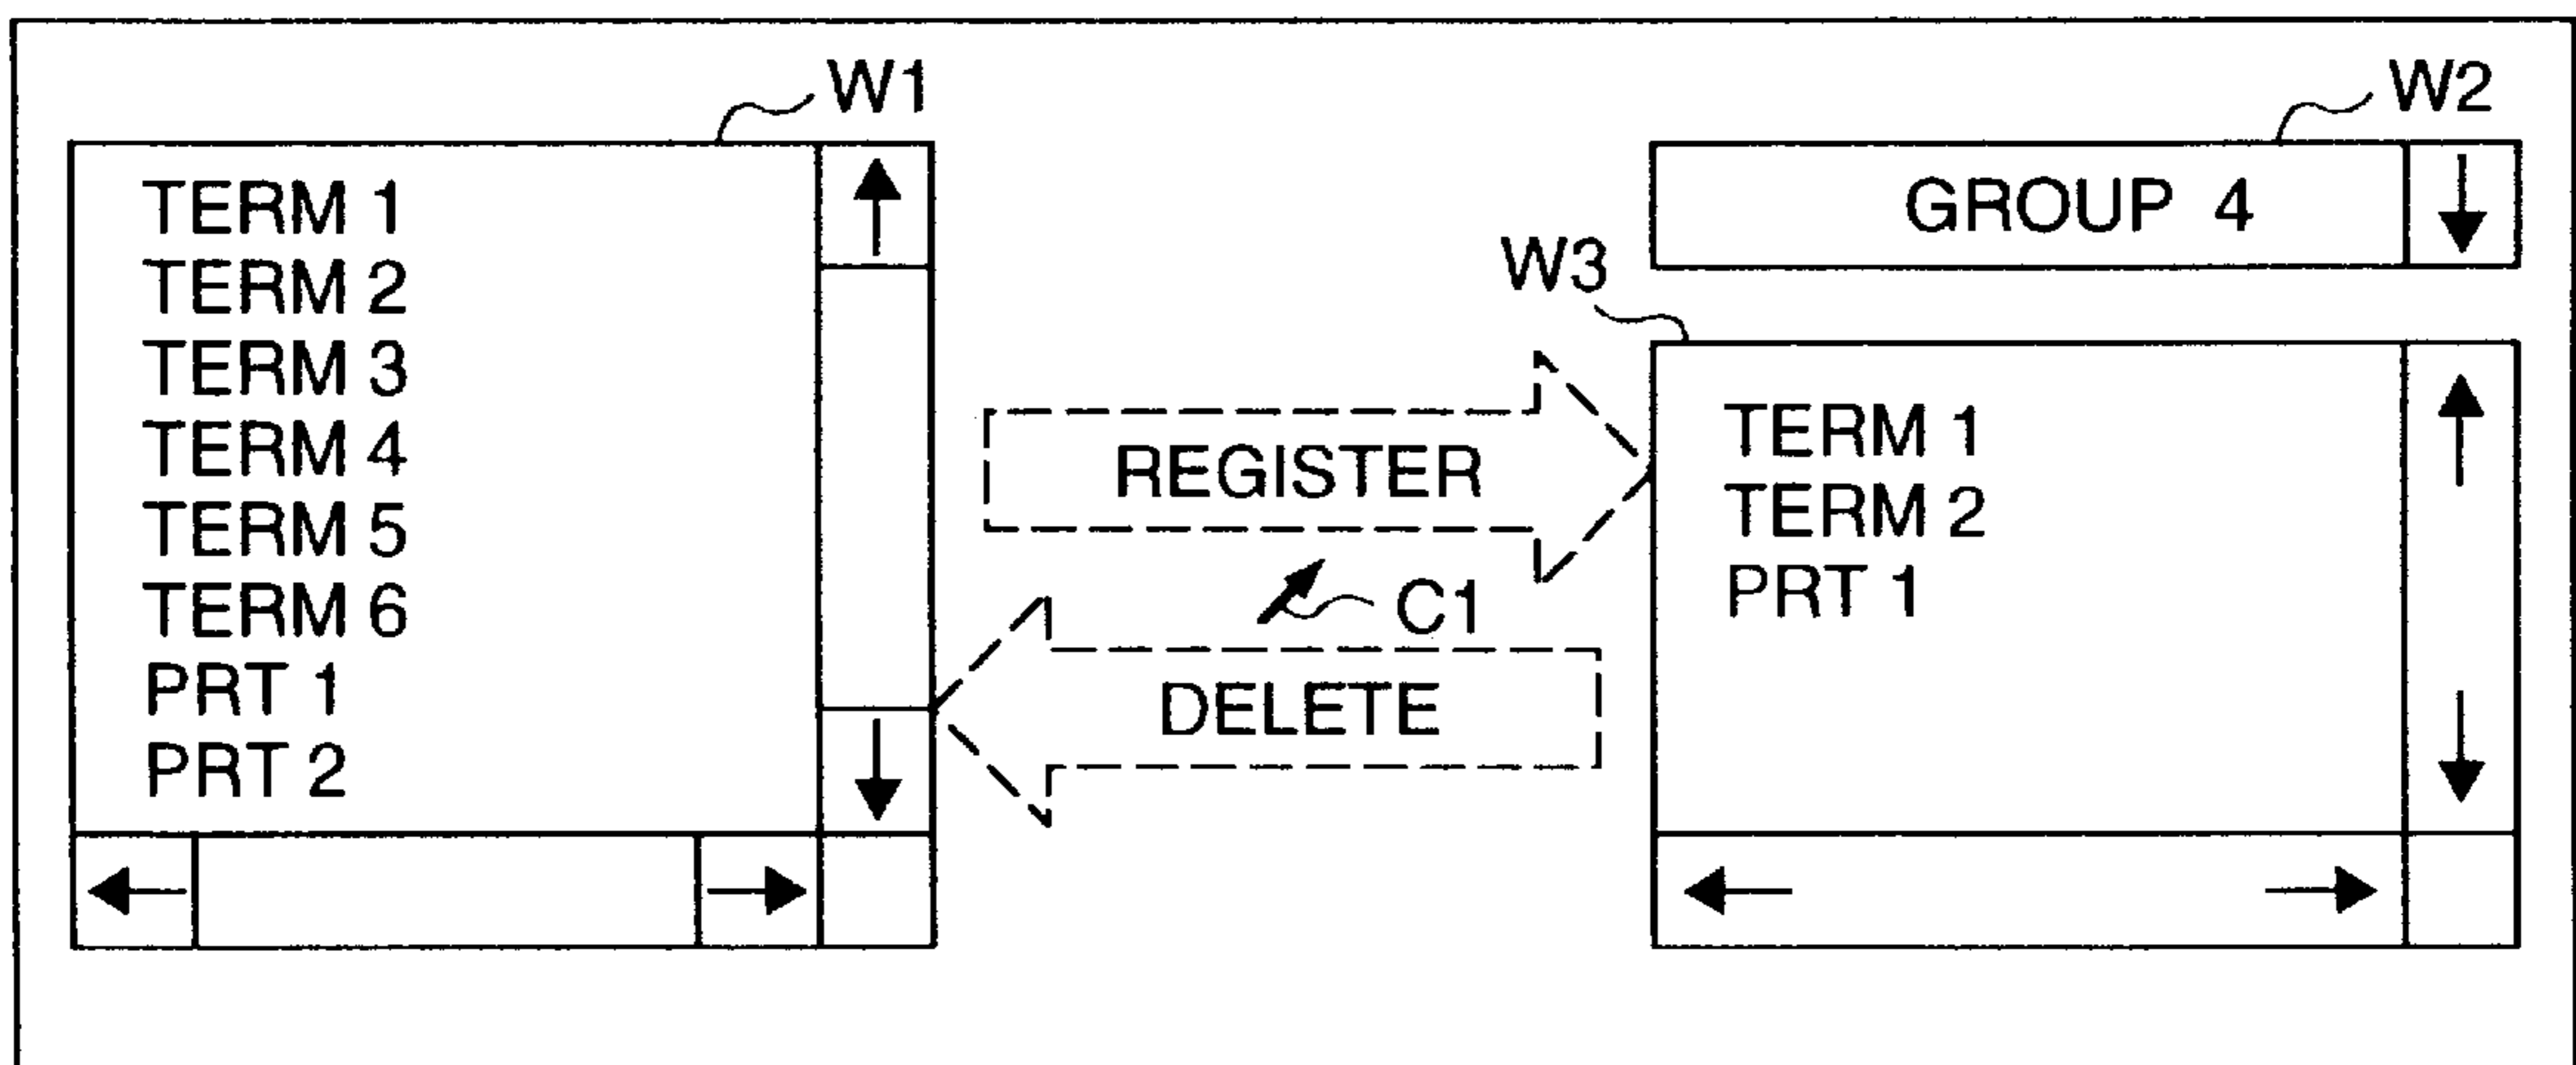 W1
TERM 1
TERM 2
TERM 3
TERM 4
TERM 5
TERM 6
PRT 1
PRT 2
REGISTER
C1
DELETE
W2
GROUP 4
W3
TERM 1
TERM 2
PRT 1